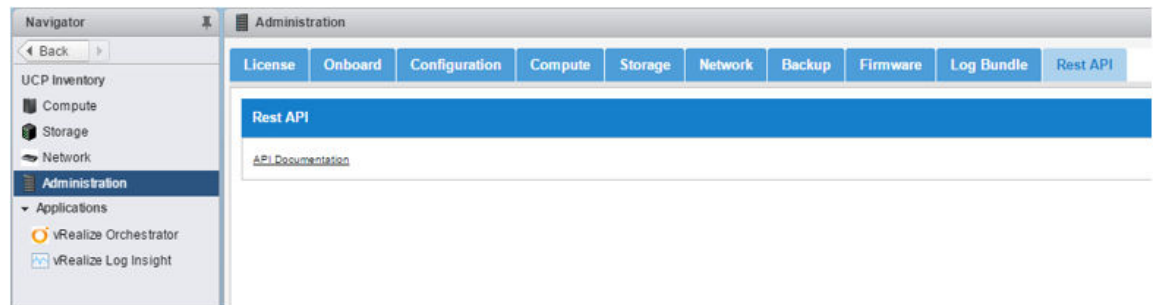 Navigator
Administration
Back
License Onboard Configuration Compute Storage Network Backup Firmware Log Bundle Rest API
UCP Inventory
Compute
Storage
Network
Administration
Applications
vRealize Orchestrator
vRealize Log Insight
Rest API
API Documentation